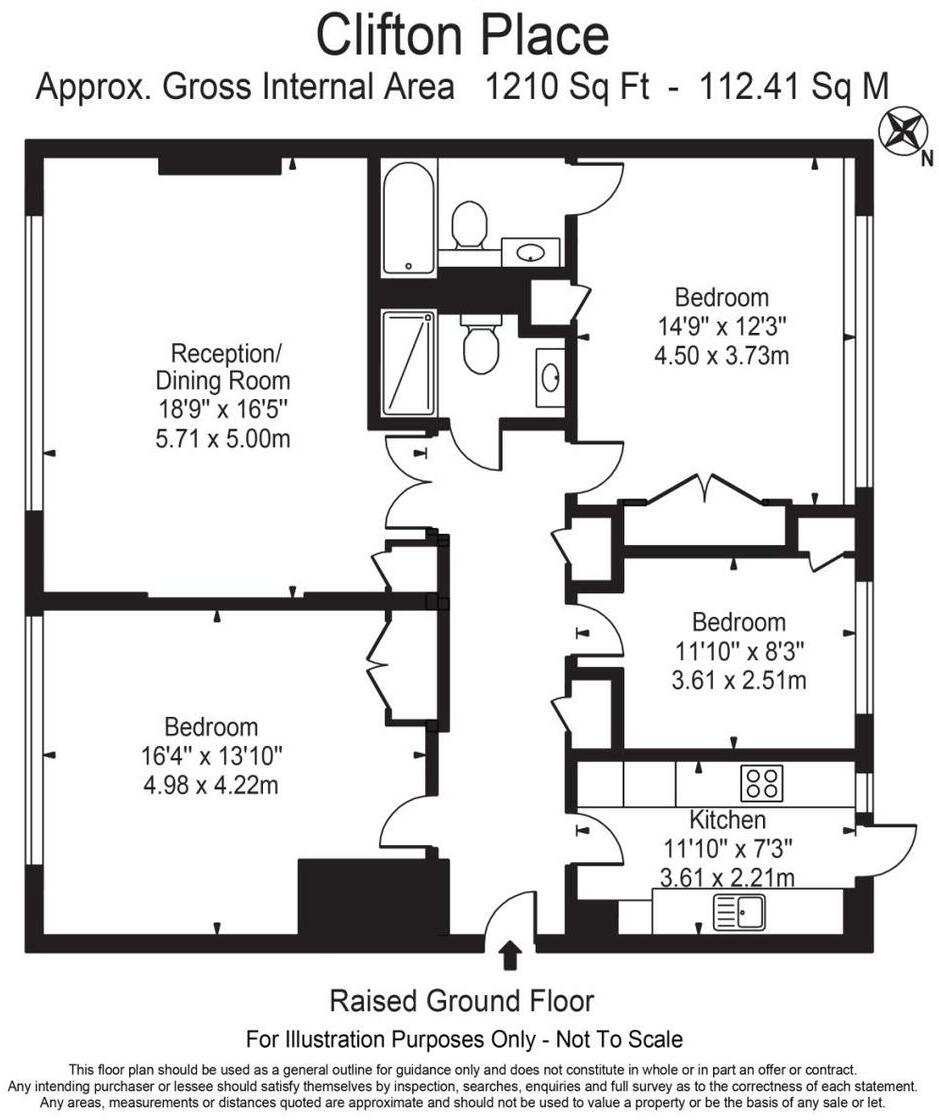 Clifton Place
Approx. Gross Internal Area 1210 Sq Ft - 112.41 Sq M
N
Bedroom
14'9" x 12'3"
4.50 x 3.73m
Reception/
Dining Room
18'9" x 16'5"
5.71 x 5.00m
Bedroom
11'10" x 8'3"
3.61 x 2.51m
Bedroom
16'4" x 13'10"
4.98 x 4.22m
Kitchen
11'10" x 7'3"
3.61 x 2.21m
Raised Ground Floor
For Illustration Purposes Only - Not To Scale
This floor plan should be used as a general outline for guidance only and does not constitute in whole or in part an offer or contract.
Any intending purchaser or lessee should satisfy themselves by inspection, searches, enquiries and full survey as to the correctness of each statement.
Any areas, measurements or distances quoted are approximate and should not be used to value a property or be the basis of any sale or let.